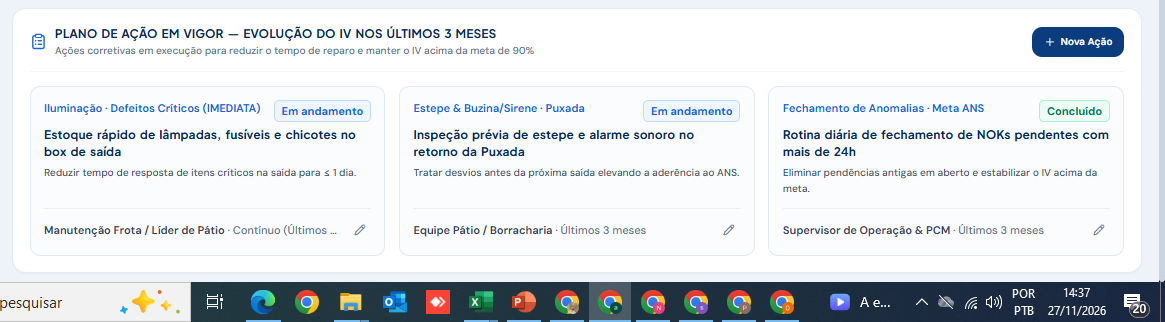 PLANO DE AÇÃO EM VIGOR — EVOLUÇÃO DO IV NOS ÚLTIMOS 3 MESES
Ações corretivas em execução para reduzir o tempo de reparo e manter o IV acima da meta de 90%
+ Nova Ação
Iluminação · Defeitos Críticos (IMEDIATA)
Em andamento
Estoque rápido de lâmpadas, fusíveis e chicotes no
box de saída
Reduzir tempo de resposta de itens críticos na saída para ≤ 1 dia.
Manutenção Frota / Líder de Pátio · Contínuo (Últimos ...
Estepe & Buzina/Sirene · Puxada
Em andamento
Inspeção prévia de estepe e alarme sonoro no
retorno da Puxada
Tratar desvios antes da próxima saída elevando a aderência ao ANS.
Equipe Pátio / Borracharia · Últimos 3 meses
Fechamento de Anomalias · Meta ANS
Concluído
Rotina diária de fechamento de NOKs pendentes com
mais de 24h
Eliminar pendências antigas em aberto e estabilizar o IV acima da
meta.
Supervisor de Operação & PCM · Últimos 3 meses
pesquisar
A e...
POR
PTB
14:37
27/11/2026
20